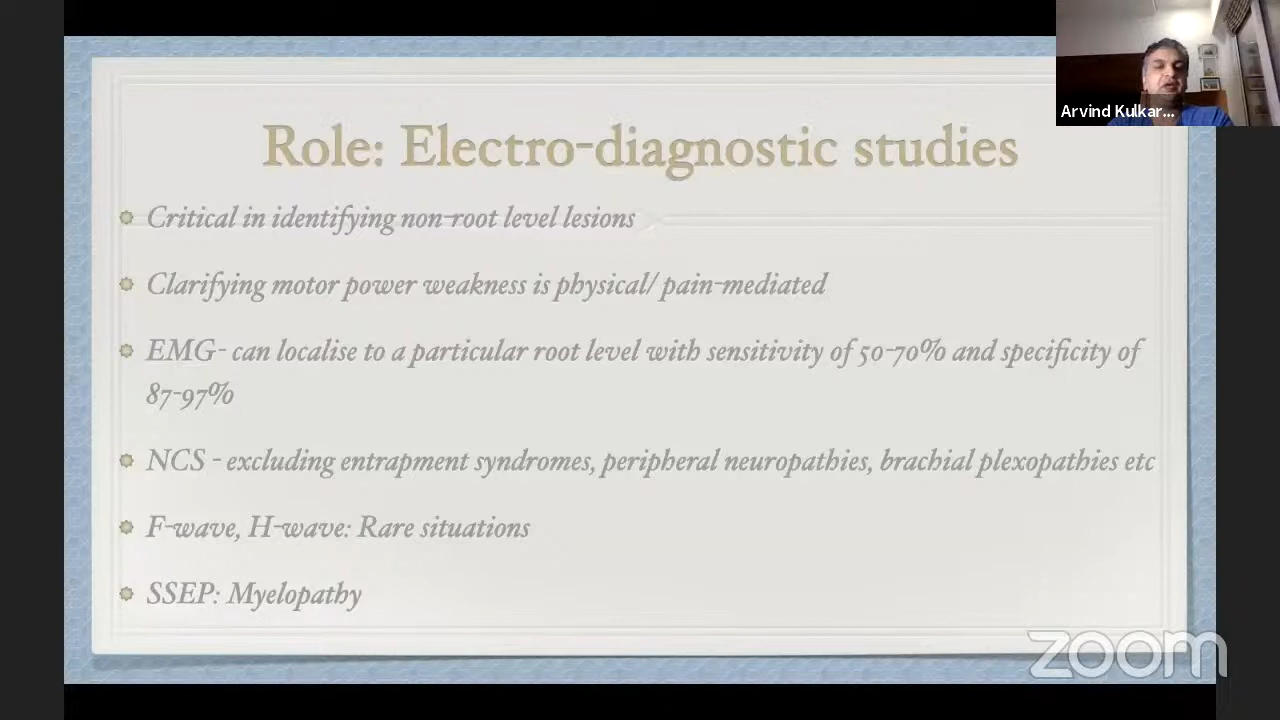 Arvind Kulkar...
Role: Electro-diagnostic studies
Critical in identifying non-root level lesions
Clarifying motor power weakness is physical/ pain-mediated
EMG- can localise to a particular root level with sensitivity of 50-70% and specificity of
87-97%
NCS - excluding entrapment syndromes, peripheral neuropathies, brachial plexopathies etc
F-wave, H-wave: Rare situations
SSEP: Myelopathy
zoom